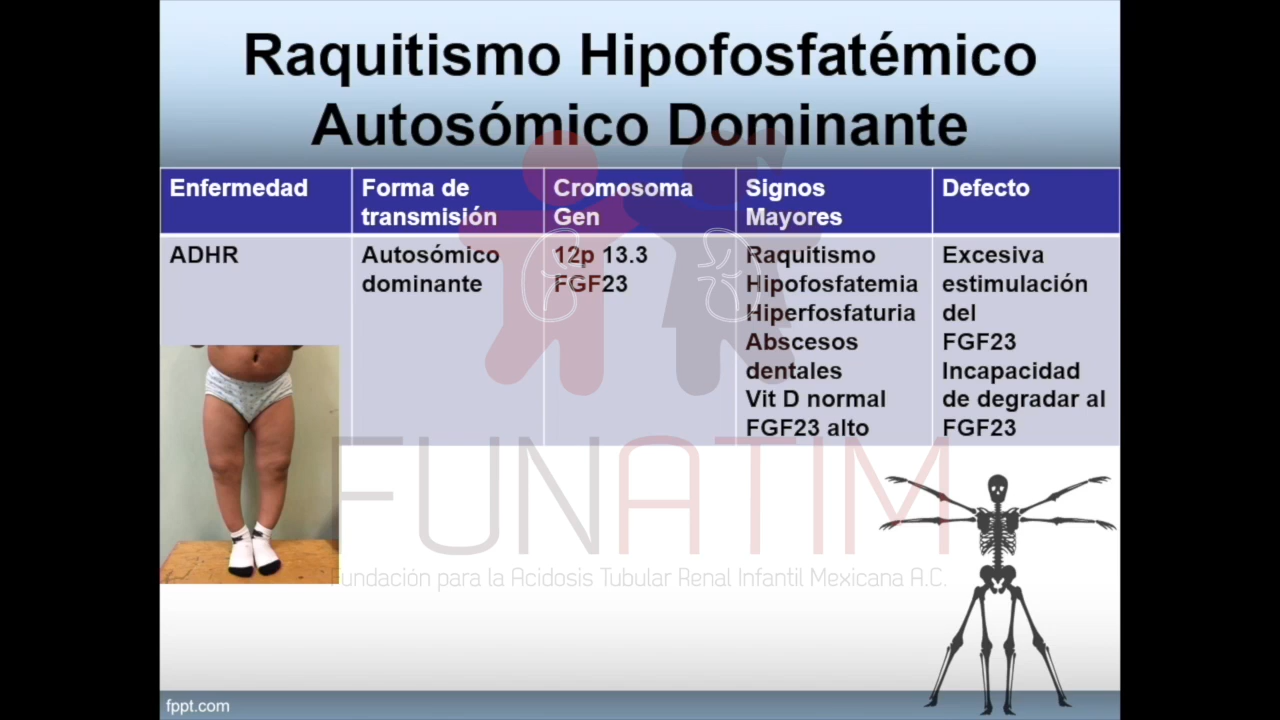 Raquitismo Hipofosfatémico
Autosómico Dominante
Enfermedad
Forma de
transmisión
Cromosoma
Gen
Signos
Mayores
Defecto
ADHR
Autosómico
dominante
12p 13.3
FGF23
Raquitismo
Hipofosfatemia
Hiperfosfaturia
Abscesos
dentales
Vit D normal
FGF23 alto
Excesiva
estimulación
del
FGF23
Incapacidad
de degradar al
FGF23
FUNATIM
Fundación para la Acidosis Tubular Renal Infantil Mexicana A.C.
fppt.com